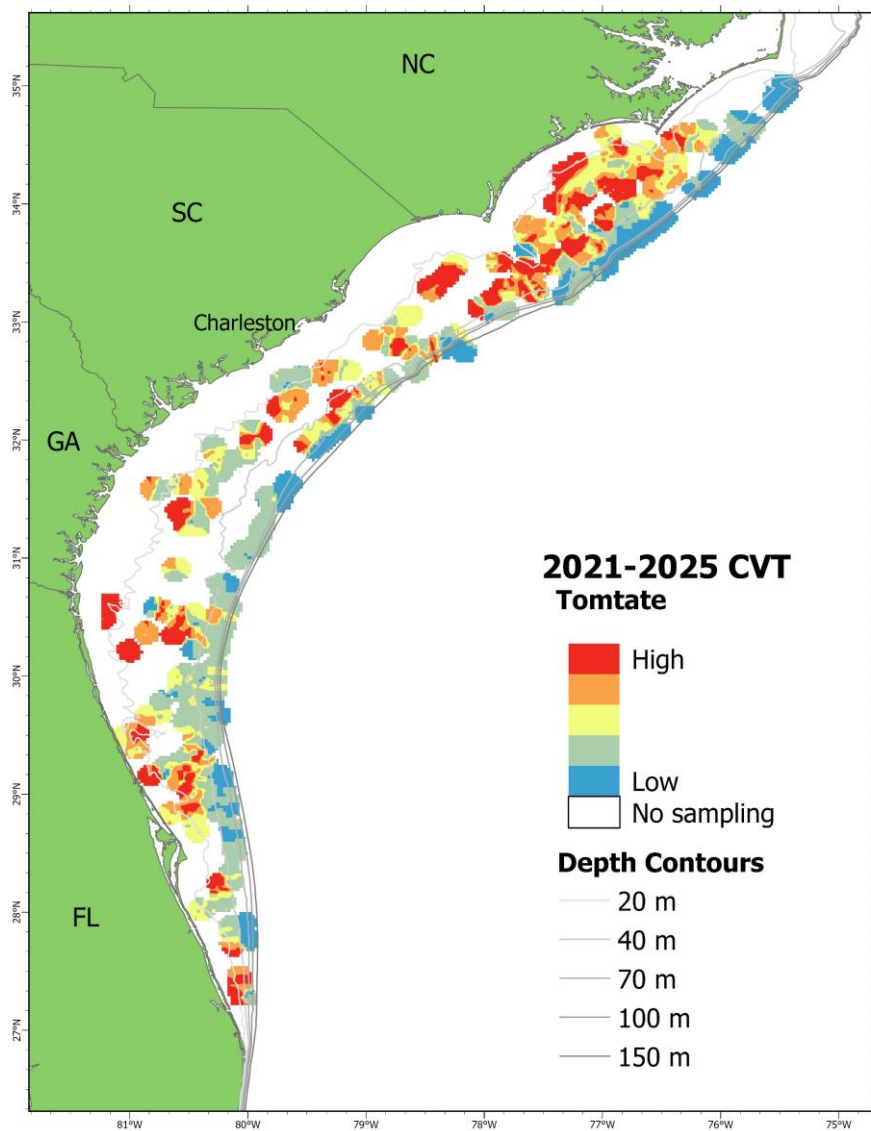 NC
35°N
34°N
SC
33°N
Charleston
32°N
GA
31°N
2021-2025 CVT
Tomtate
High
30°N
Low
29°N
No sampling
Depth Contours
20 m
28°N
FL
40 m
70 m
100 m
27°N
150 m
81°W 80°W 79°W 78°W 77°W 76°W 75°W